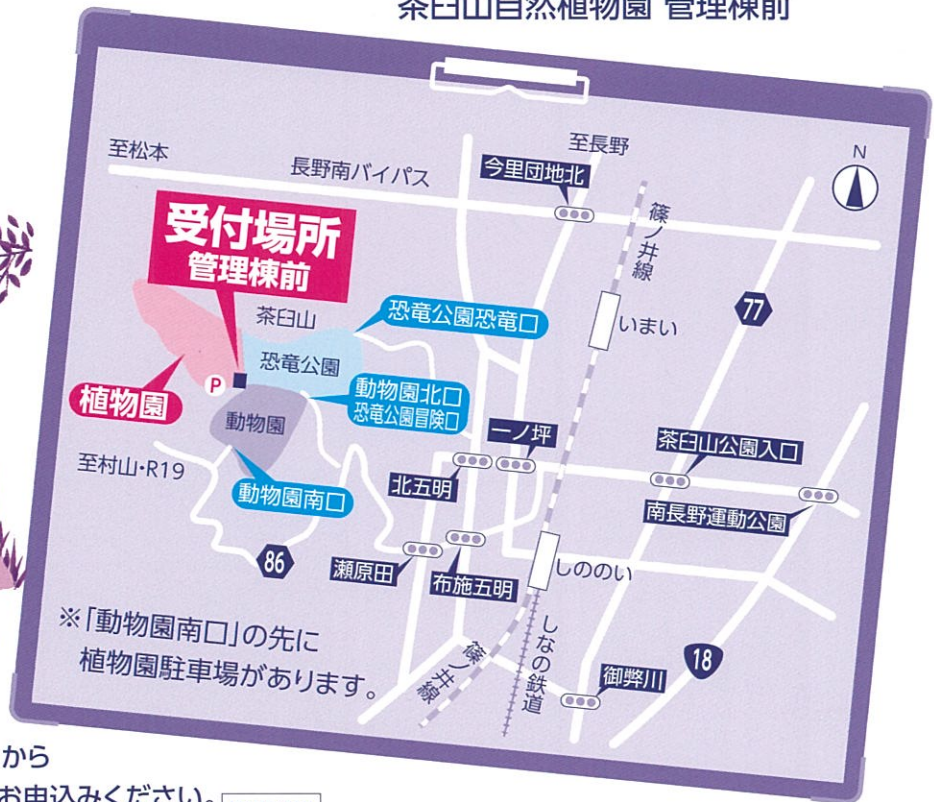 茶臼山自然植物園 管理棟前
至松本
長野南バイパス
今里団地北
至長野
N
篠ノ井線
77
いまい
受付場所
管理棟前
茶臼山
恐竜公園恐竜口
恐竜公園
P
植物園
動物園
動物園北口
恐竜公園冒険口
一ノ坪
茶臼山公園入口
至村山・R19
動物園南口
北五明
南長野運動公園
86
瀬原田
布施五明
しののい
※「動物園南口」の先に
植物園駐車場があります。
篠ノ井線
しなの鉄道
御弊川
18
から
お申込みください。